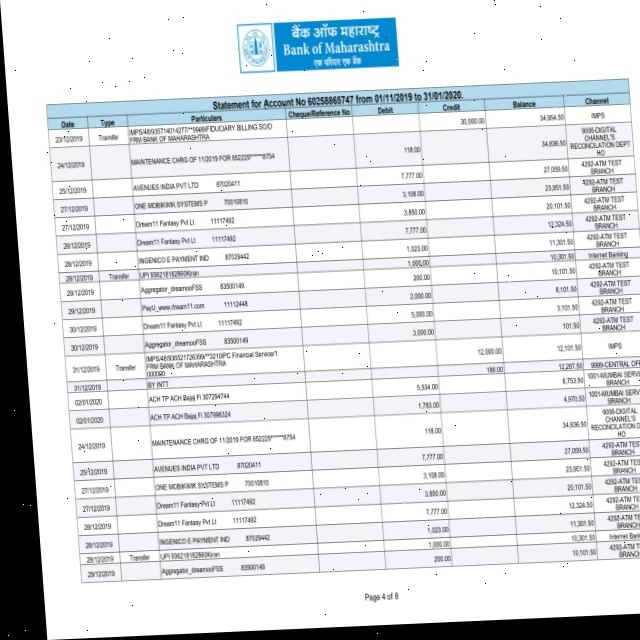 बैंक ऑफ महाराष्ट्र
Bank of Maharashtra
एक परिवार एक बैंक
Statement for Account No 60258865747 from 01/11/2019 to 31/01/2020.
Date Type Particulars Cheque/Reference No Debit Credit Balance Channel
23/12/2019 Transfer IMPS/48/935714014277/**9999/FIDUCIARY BILLING SO/O FRM BANK OF MAHARASHTRA 30,000.00 34,954.50 IMPS
24/12/2019 MAINTENANCE CHRG OF 11/2019 FOR 652229******8754 118.00 34,836.50 9006-DIGITAL CHANNEL'S RECONCILATION DEPT HO
25/12/2019 AVENUES INDIA PVT LTD 87020411 7,777.00 27,059.50 4292-ATM TEST BRANCH
27/12/2019 ONE MOBIKWIK SYSTEMS P 70010810 3,108.00 23,951.50 4292-ATM TEST BRANCH
27/12/2019 Dream11 Fantasy Pvt Lt 11117492 3,850.00 20,101.50 4292-ATM TEST BRANCH
28/12/2019 Dream11 Fantasy Pvt Lt 11117492 7,777.00 12,324.50 4292-ATM TEST BRANCH
28/12/2019 INGENICO E PAYMENT IND 87029442 1,023.00 11,301.50 4292-ATM TEST BRANCH
28/12/2019 Transfer UPI 936218182860Kiran 1,000.00 10,301.50 Internet Banking
29/12/2019 Aggregator_dreamooFSS 83500149 200.00 10,101.50 4292-ATM TEST BRANCH
29/12/2019 PayU_www.dream11.com 11112448 2,000.00 8,101.50 4292-ATM TEST BRANCH
30/12/2019 Dream11 Fantasy Pvt Lt 11117492 5,000.00 3,101.50 4292-ATM TEST BRANCH
30/12/2019 Aggregator_dreamooFSS 83500149 3,000.00 101.50 4292-ATM TEST BRANCH
31/12/2019 Transfer FRM BANK OF MAHARASHTRA 12,000.00 12,101.50 IMPS
31/12/2019 BY INTT 186.00 12,287.50 9999-CENTRAL OFF
02/01/2020 ACH TP ACH Bajaj Fi 307294744 5,534.00 6,753.50 1001-MUMBAI SERV BRANCH
02/01/2020 ACH TP ACH Bajaj Fi 307996324 1,783.00 4,970.50 1001-MUMBAI SERV BRANCH
24/12/2019 MAINTENANCE CHRG OF 11/2019 FOR 652229******8754 118.00 34,836.50 9006-DIGITAL CHANNEL'S RECONCILATION DE HO
25/12/2019 AVENUES INDIA PVT LTD 87020411 7,777.00 27,059.50 4292-ATM TES BRANCH
27/12/2019 ONE MOBIKWIK SYSTEMS P 70010810 3,108.00 23,951.50 4292-ATM TES BRANCH
27/12/2019 Dream11 Fantasy Pvt Lt 11117492 3,850.00 20,101.50 4292-ATM TES BRANCH
28/12/2019 Dream11 Fantasy Pvt Lt 11117492 7,777.00 12,324.50 4292-ATM TE BRANCH
28/12/2019 INGENICO E PAYMENT IND 87029442 1,023.00 11,301.50 4292-ATM TE BRANCH
28/12/2019 Transfer UPI 936218182860Kiran 1,000.00 10,301.50 Internet Bank
29/12/2019 Aggregator_dreamooFSS 83500149 200.00 10,101.50 4292-ATM TE BRANCH
Page 4 of 8